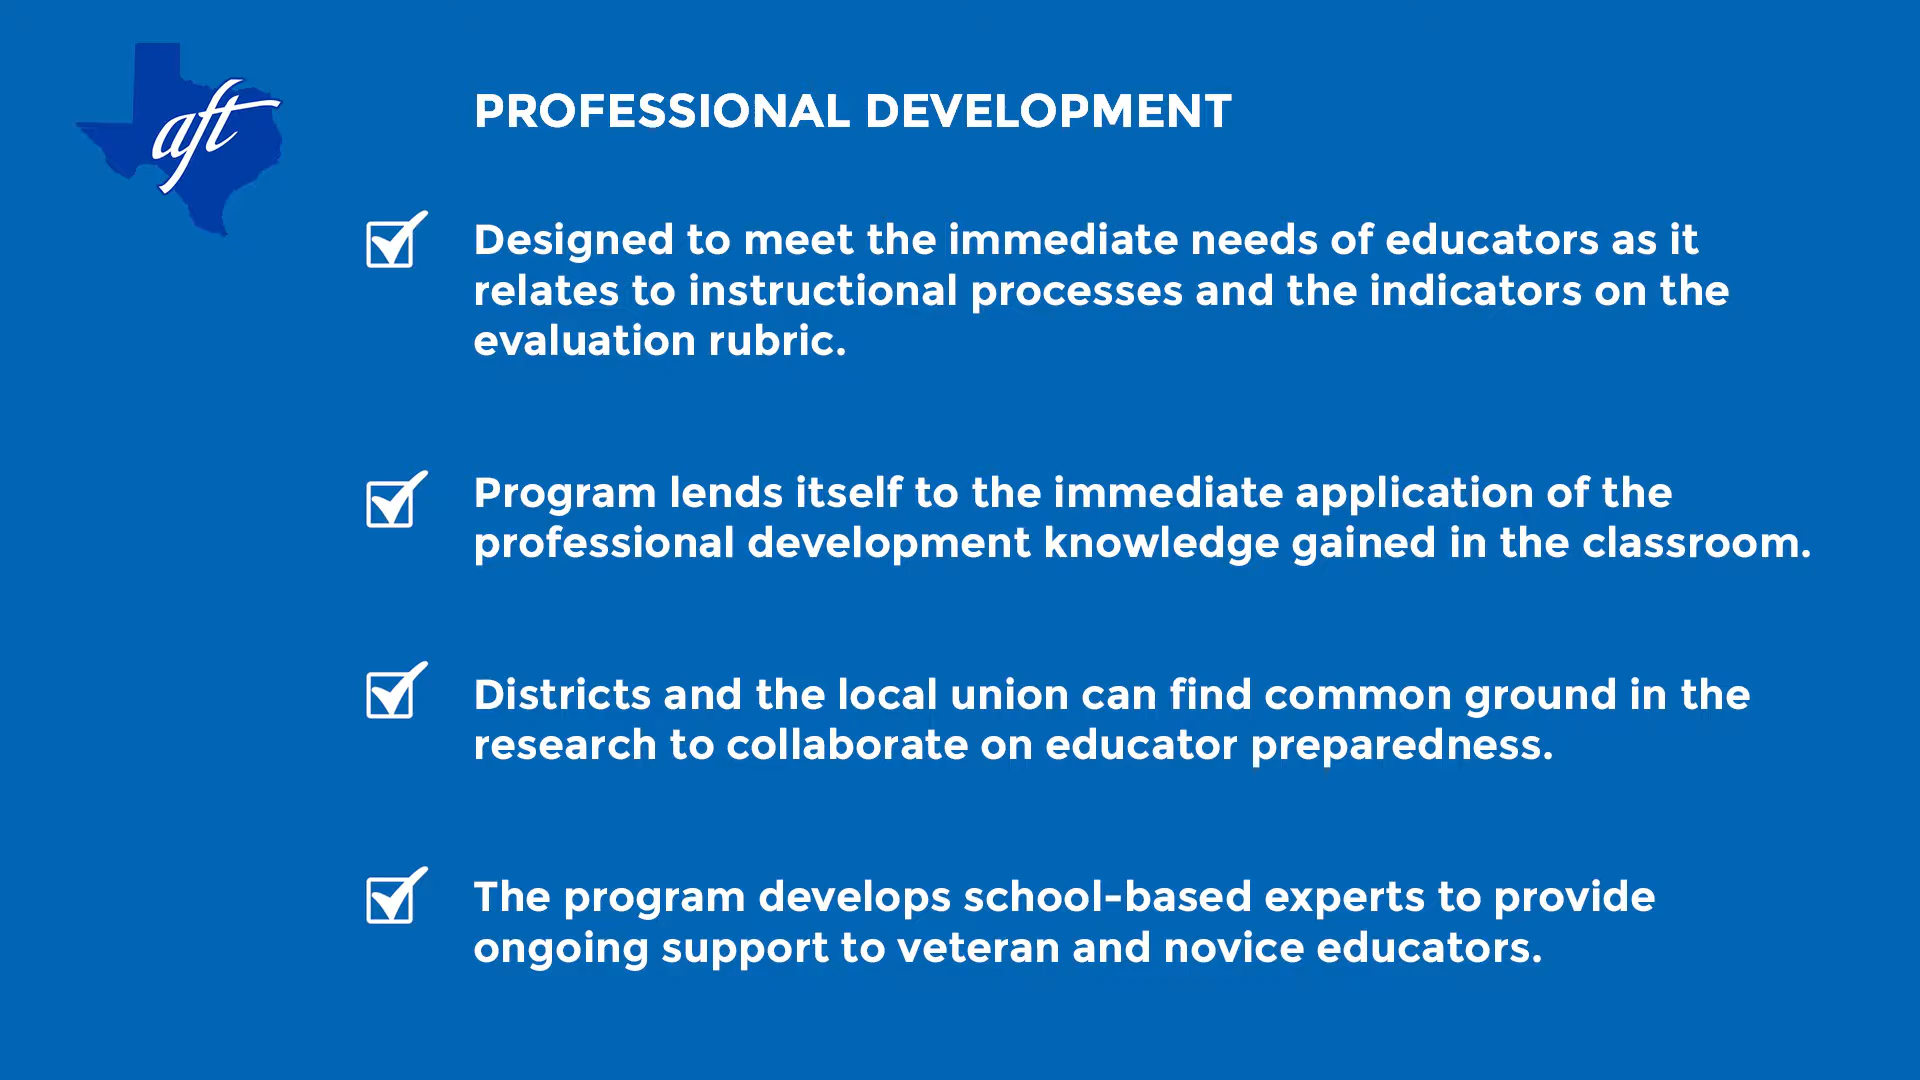 aft
PROFESSIONAL DEVELOPMENT
Designed to meet the immediate needs of educators as it
relates to instructional processes and the indicators on the
evaluation rubric.
Program lends itself to the immediate application of the
professional development knowledge gained in the classroom.
Districts and the local union can find common ground in the
research to collaborate on educator preparedness.
The program develops school-based experts to provide
ongoing support to veteran and novice educators.